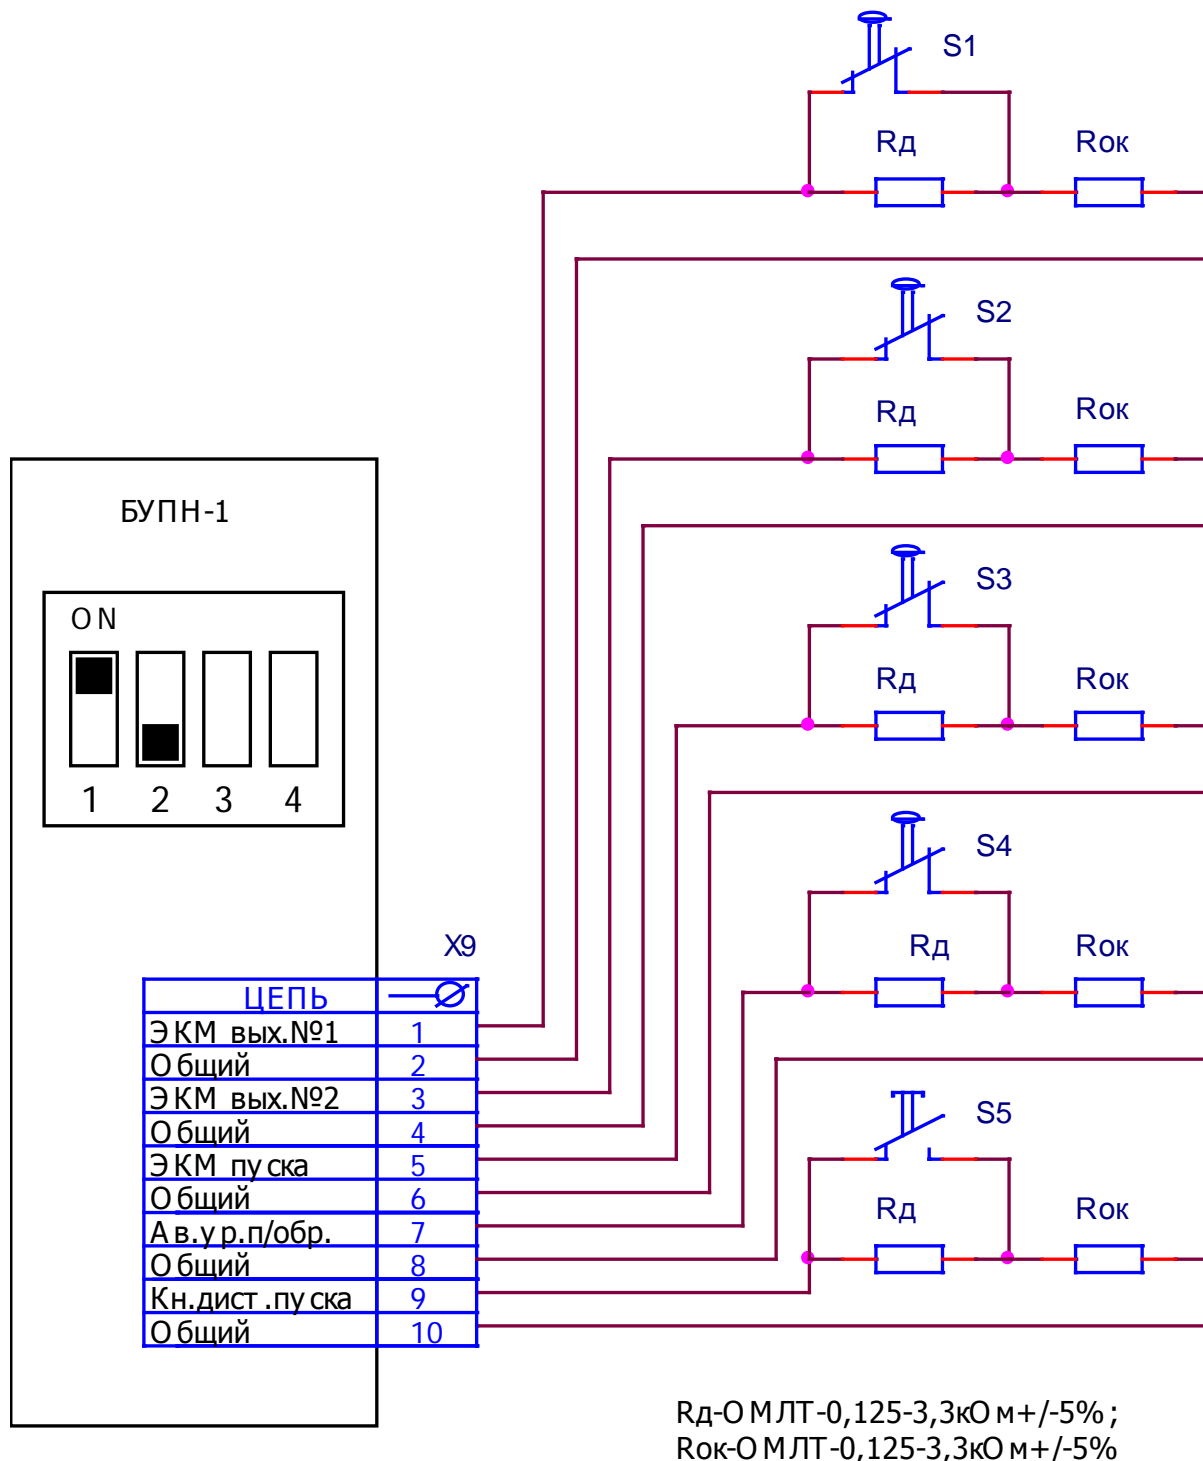 S1
Rд Rок
S2
Rд Rок
БУПН-1
ON
1 2 3 4
S3
Rд Rок
S4
Rд Rок
X9
ЦЕПЬ
ЭКМ вых.№1 1
Общий 2
ЭКМ вых.№2 3
Общий 4
ЭКМ пуска 5
Общий 6
Ав.ур.п/обр. 7
Общий 8
Кн.дист.пуска 9
Общий 10
S5
Rд Rок
Rд-ОМЛТ-0,125-3,3кОм+/-5%;
Rок-ОМЛТ-0,125-3,3кОм+/-5%